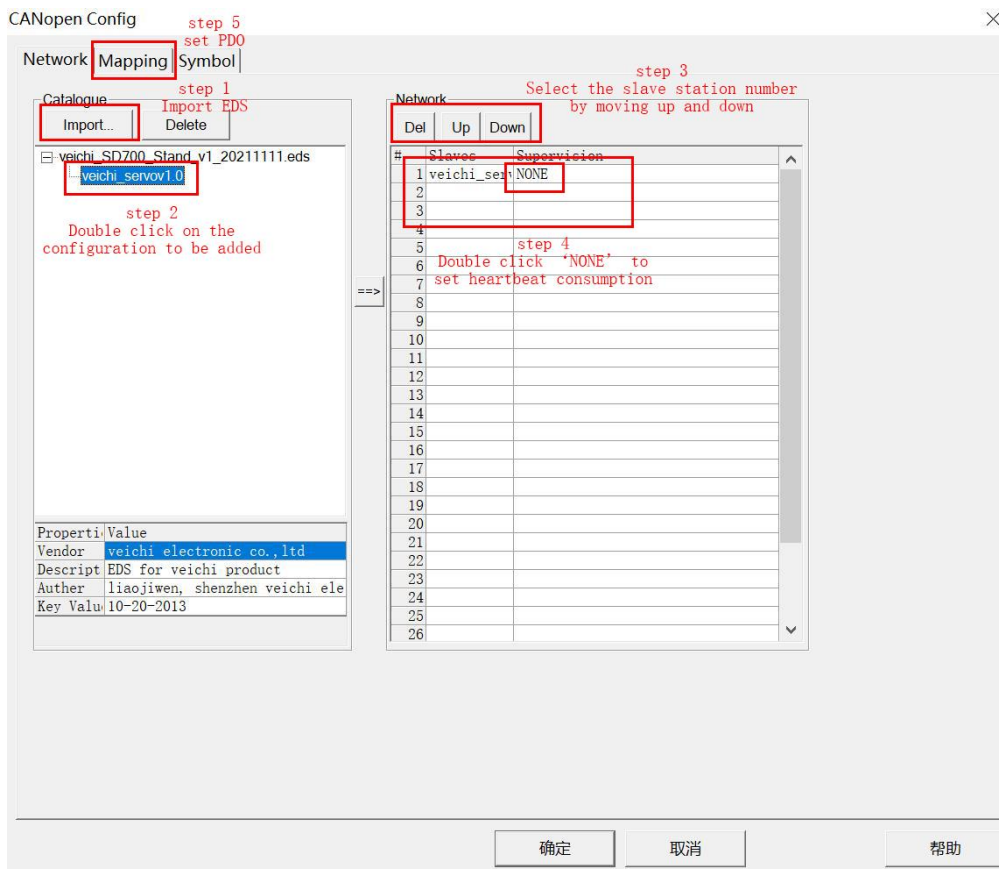 CANopen Config
step 5
set PDO
Network Mapping Symbol
step 1
Import EDS
step 3
Select the slave station number
by moving up and down
Catalogue
Import... Delete
veichi_SD700_Stand_v1_20211111.eds
veichi_servov1.0
step 2
Double click on the
configuration to be added
Network
Del Up Down
# Slaves Supervision
1 veichi_serv NONE
2
3
4
5
step 4
6
Double click ‘NONE’ to
7
set heartbeat consumption
==>
8
9
10
11
12
13
14
15
16
17
18
19
20
21
22
23
24
25
26
Properti Value
Vendor veichi electronic co.,ltd
Descript EDS for veichi product
Auther liaojiwen, shenzhen veichi ele
Key Valu 10-20-2013
确定 取消 帮助